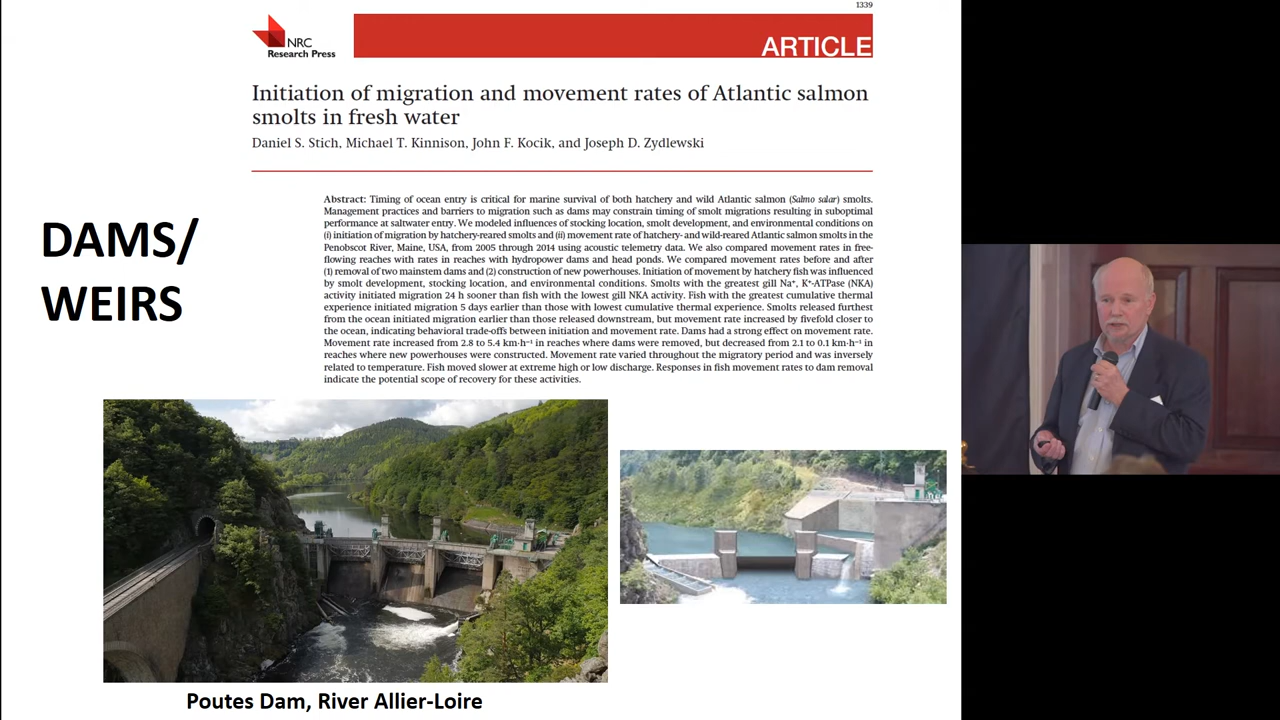 1339
NRC
Research Press
ARTICLE
Initiation of migration and movement rates of Atlantic salmon
smolts in fresh water
Daniel S. Stich, Michael T. Kinnison, John F. Kocik, and Joseph D. Zydlewski
Abstract: Timing of ocean entry is critical for marine survival of both hatchery and wild Atlantic salmon (Salmo salar) smolts.
Management practices and barriers to migration such as dams may constrain timing of smolt migrations resulting in suboptimal
performance at saltwater entry. We modeled influences of stocking location, smolt development, and environmental conditions on
(i) initiation of migration by hatchery-reared smolts and (ii) movement rate of hatchery- and wild-reared Atlantic salmon smolts in the
Penobscot River, Maine, USA, from 2005 through 2014 using acoustic telemetry data. We also compared movement rates in free-
flowing reaches with rates in reaches with hydropower dams and head ponds. We compared movement rates before and after
(1) removal of two mainstem dams and (2) construction of new powerhouses. Initiation of movement by hatchery fish was influenced
by smolt development, stocking location, and environmental conditions. Smolts with the greatest gill Na⁺, K⁺-ATPase (NKA)
activity initiated migration 24 h sooner than fish with the lowest gill NKA activity. Fish with the greatest cumulative thermal
experience initiated migration 5 days earlier than those with lowest cumulative thermal experience. Smolts released furthest
from the ocean initiated migration earlier than those released downstream, but movement rate increased by fivefold closer to
the ocean, indicating behavioral trade-offs between initiation and movement rate. Dams had a strong effect on movement rate.
Movement rate increased from 2.8 to 5.4 km·h⁻¹ in reaches where dams were removed, but decreased from 2.1 to 0.1 km·h⁻¹ in
reaches where new powerhouses were constructed. Movement rate varied throughout the migratory period and was inversely
related to temperature. Fish moved slower at extreme high or low discharge. Responses in fish movement rates to dam removal
indicate the potential scope of recovery for these activities.
DAMS/
WEIRS
Poutes Dam, River Allier-Loire